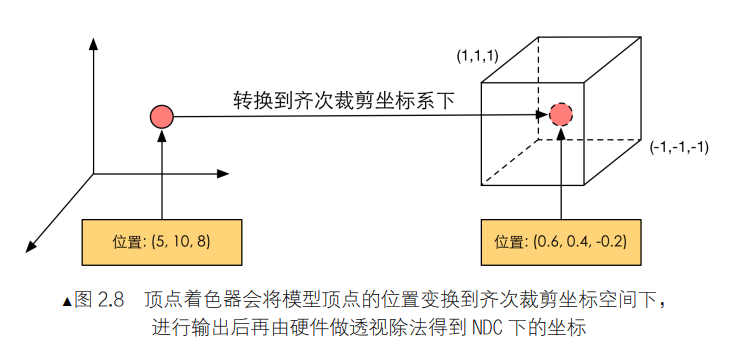 (1,1,1)
转换到齐次裁剪坐标系下
(-1,-1,-1)
位置: (5, 10, 8)
位置: (0.6, 0.4, -0.2)
▲图 2.8 顶点着色器会将模型顶点的位置变换到齐次裁剪坐标空间下，
进行输出后再由硬件做透视除法得到 NDC 下的坐标